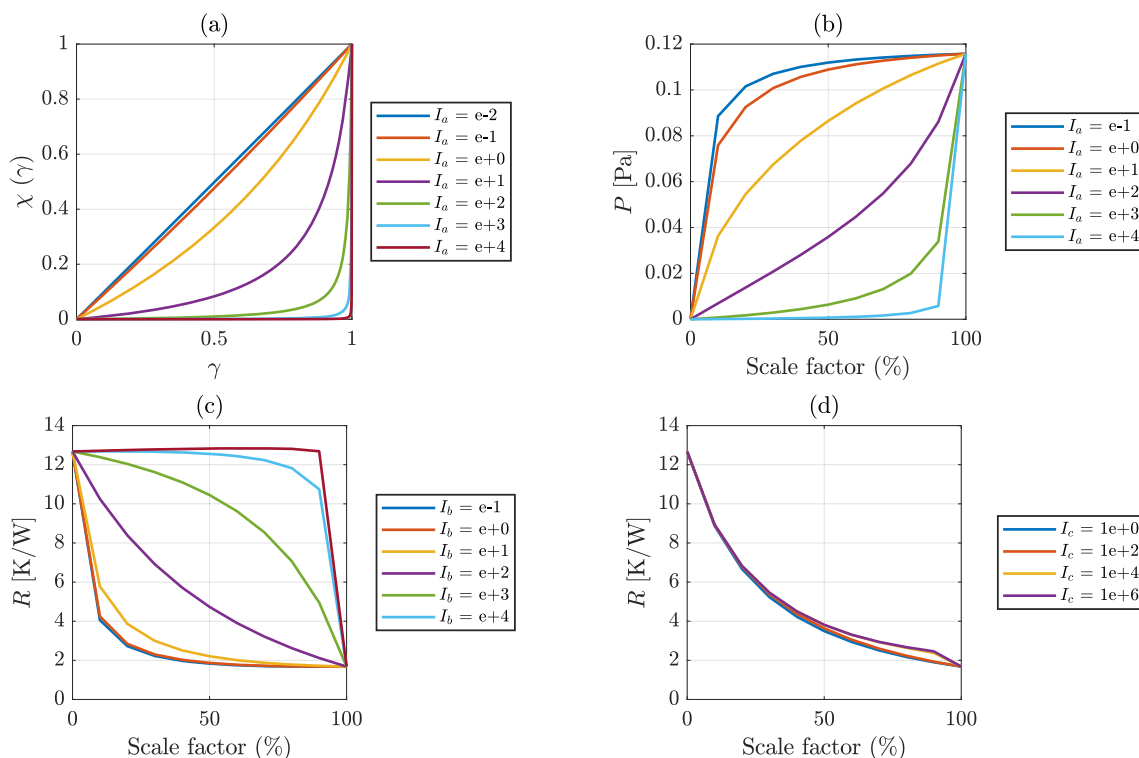 (a)
χ (γ)
1
0.8
0.6
0.4
0.2
0
0 0.5 1
γ
I_a = e-2
I_a = e-1
I_a = e+0
I_a = e+1
I_a = e+2
I_a = e+3
I_a = e+4
(b)
P [Pa]
0.12
0.1
0.08
0.06
0.04
0.02
0
0 50 100
Scale factor (%)
I_a = e-1
I_a = e+0
I_a = e+1
I_a = e+2
I_a = e+3
I_a = e+4
(c)
R [K/W]
14
12
10
8
6
4
2
0
0 50 100
Scale factor (%)
I_b = e-1
I_b = e+0
I_b = e+1
I_b = e+2
I_b = e+3
I_b = e+4
(d)
R [K/W]
14
12
10
8
6
4
2
0
0 50 100
Scale factor (%)
I_c = 1e+0
I_c = 1e+2
I_c = 1e+4
I_c = 1e+6